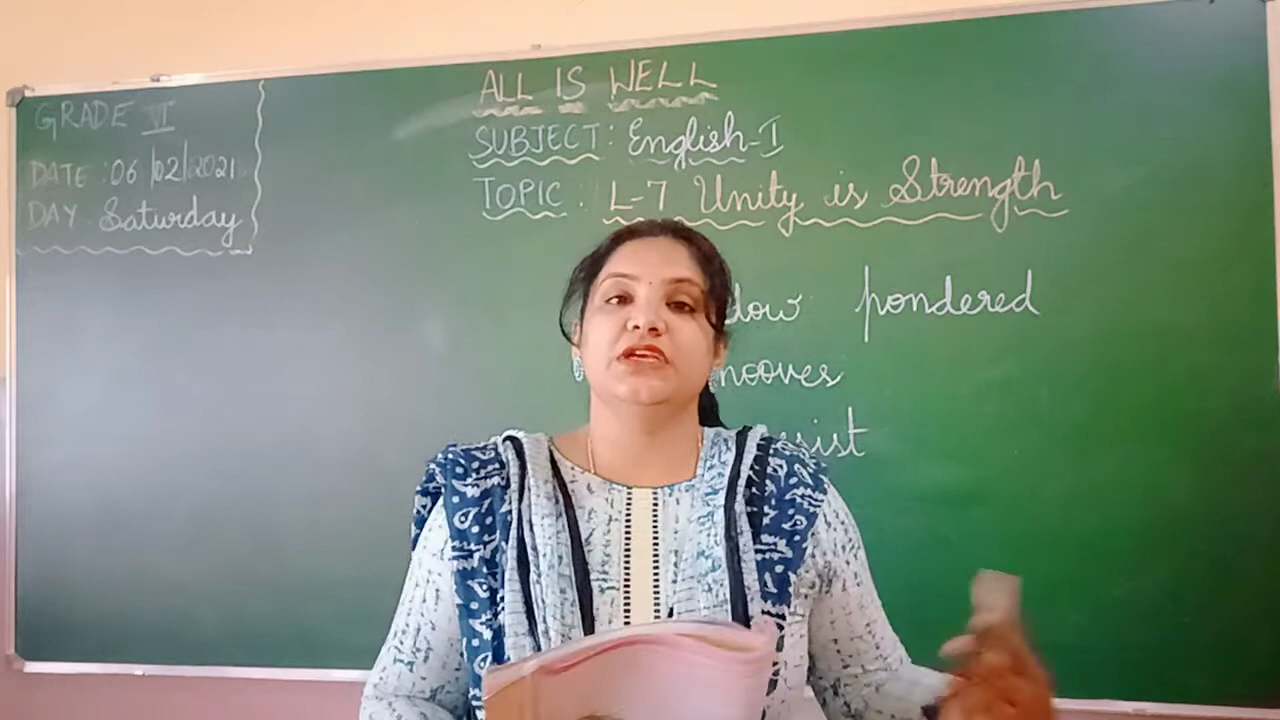 GRADE VI
DATE : 06/02/2021
DAY Saturday
ALL IS WELL
SUBJECT : English-I
TOPIC : L-7 Unity is Strength
pondered